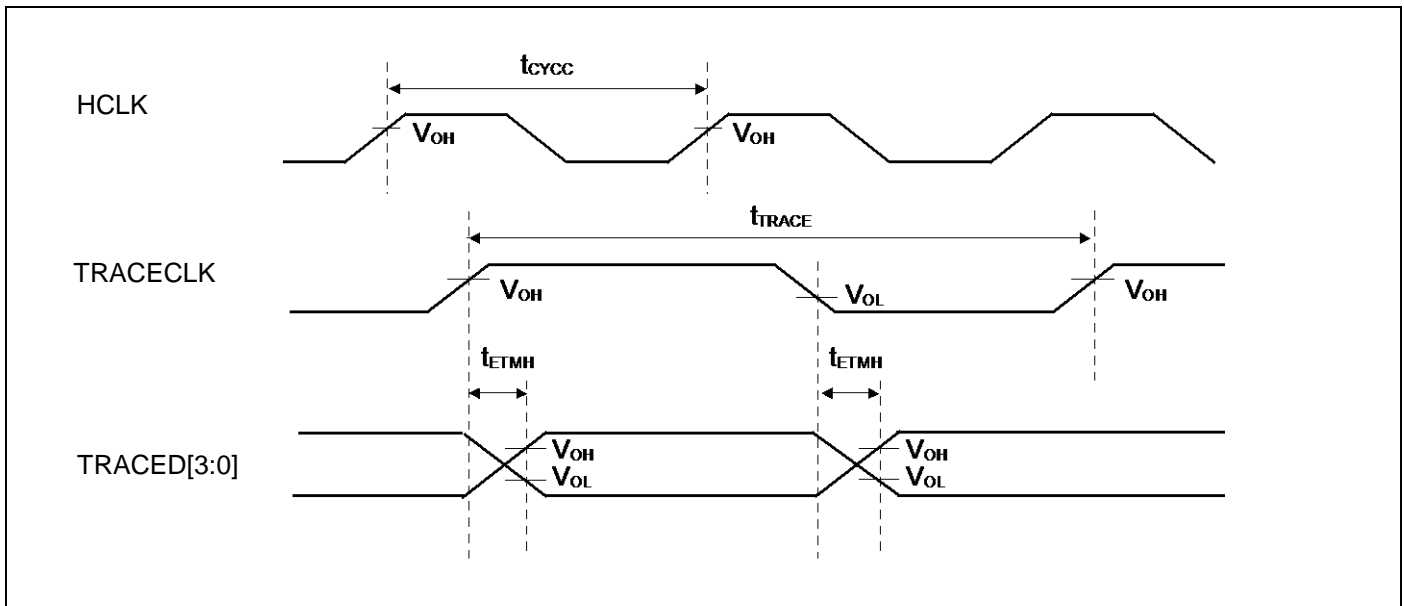 tCYCC
HCLK
VOH VOH
tTRACE
TRACECLK
VOH VOL VOH
tETMH tETMH
TRACED[3:0]
VOH VOH
VOL VOL